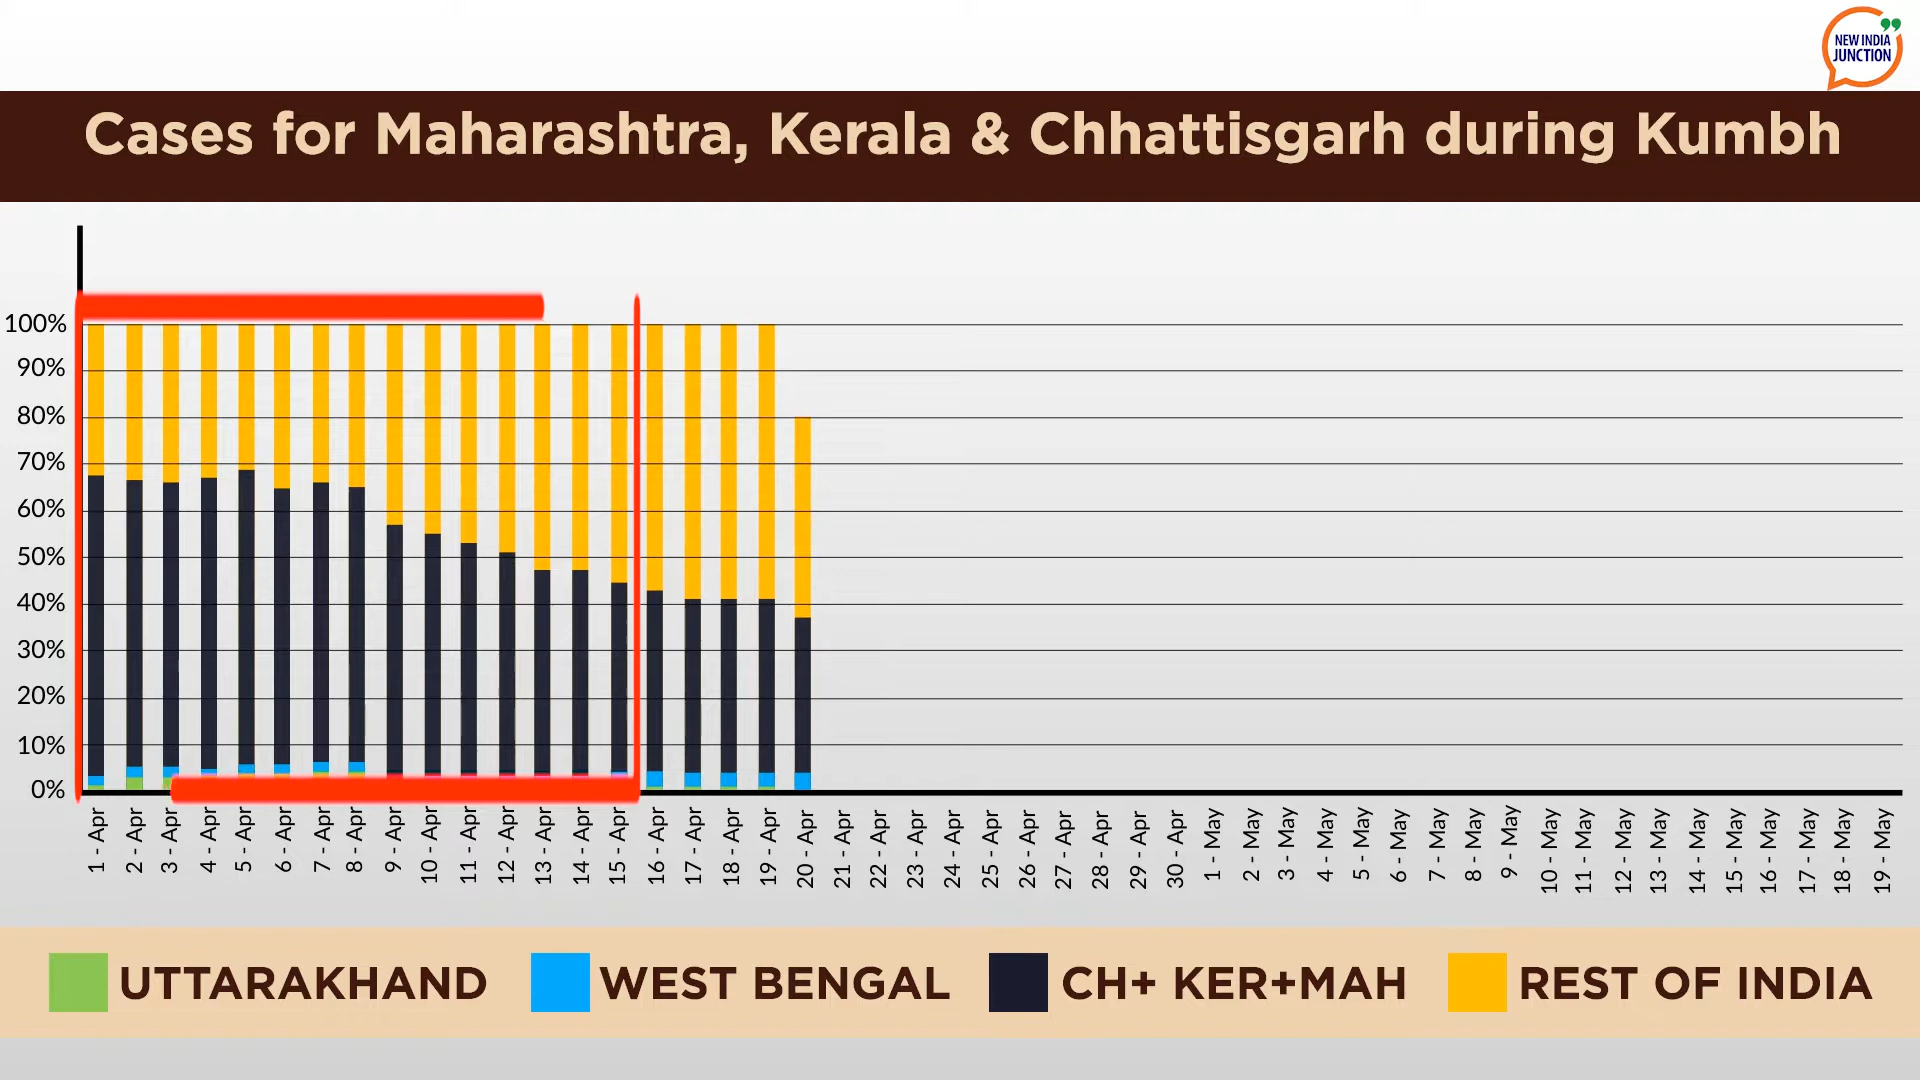 NEW INDIA
JUNCTION
Cases for Maharashtra, Kerala & Chhattisgarh during Kumbh
100%
90%
80%
70%
60%
50%
40%
30%
20%
10%
0%
1 - Apr
2 - Apr
3 - Apr
4 - Apr
5 - Apr
6 - Apr
7 - Apr
8 - Apr
9 - Apr
10 - Apr
11 - Apr
12 - Apr
13 - Apr
14 - Apr
15 - Apr
16 - Apr
17 - Apr
18 - Apr
19 - Apr
20 - Apr
21 - Apr
22 - Apr
23 - Apr
24 - Apr
25 - Apr
26 - Apr
27 - Apr
28 - Apr
29 - Apr
30 - Apr
1 - May
2 - May
3 - May
4 - May
5 - May
6 - May
7 - May
8 - May
9 - May
10 - May
11 - May
12 - May
13 - May
14 - May
15 - May
16 - May
17 - May
18 - May
19 - May
UTTARAKHAND
WEST BENGAL
CH+ KER+MAH
REST OF INDIA